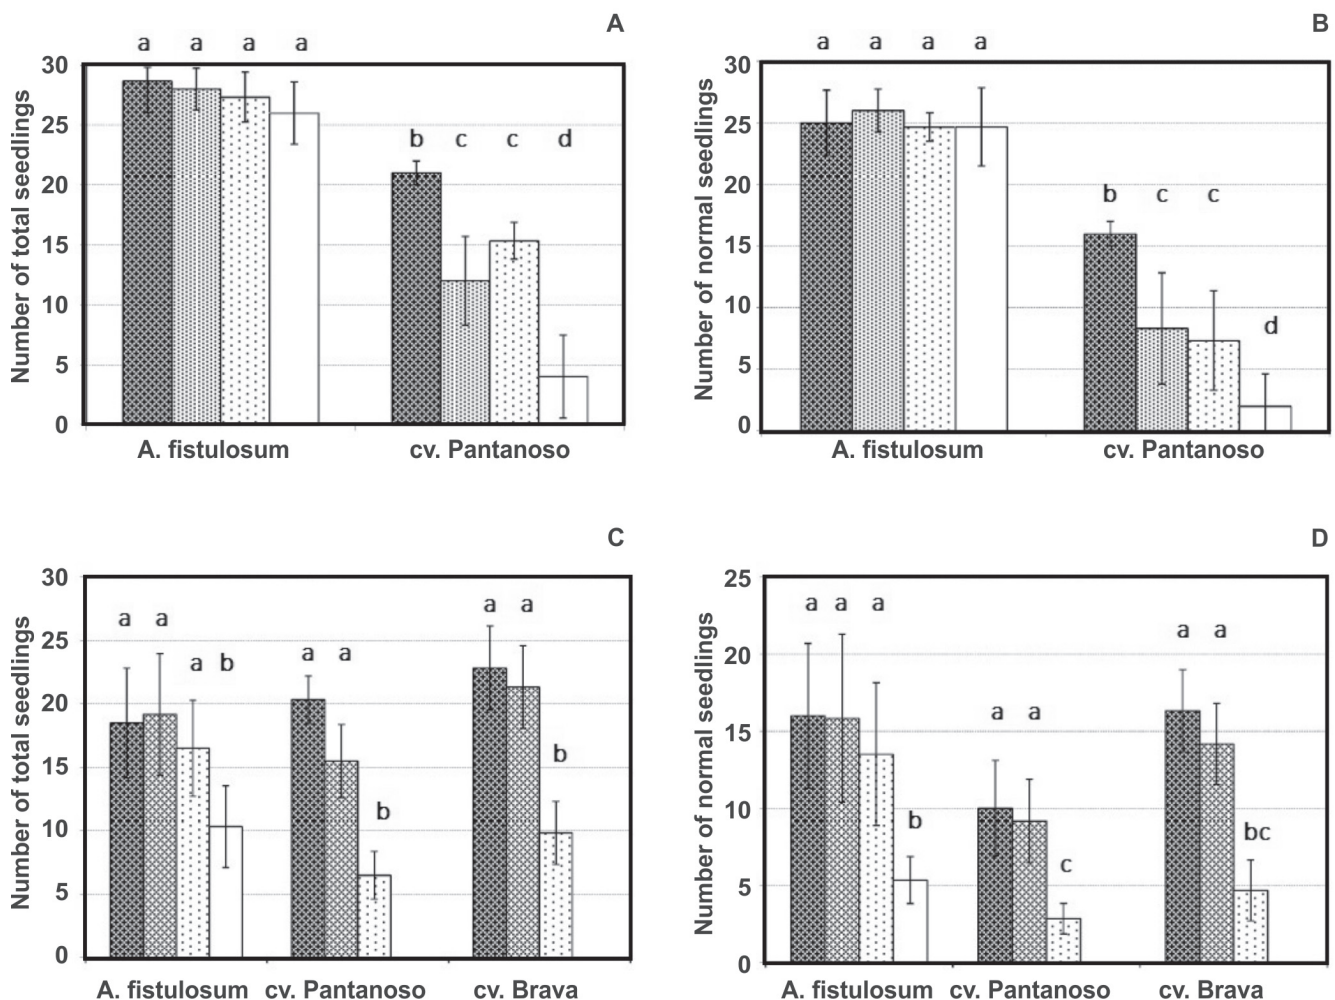 A
a a a a
30
25
20
15
10
5
0
Number of total seedlings
b c c d
A. fistulosum cv. Pantanoso
B
a a a a
30
25
20
15
10
5
0
Number of normal seedlings
b c c
d
A. fistulosum cv. Pantanoso
C
30
25
20
15
10
5
0
Number of total seedlings
a a
a b
a a
b
a a
b
A. fistulosum cv. Pantanoso cv. Brava
D
25
20
15
10
5
0
Number of normal seedlings
a a a
b
a a
c
a a
bc
A. fistulosum cv. Pantanoso cv. Brava